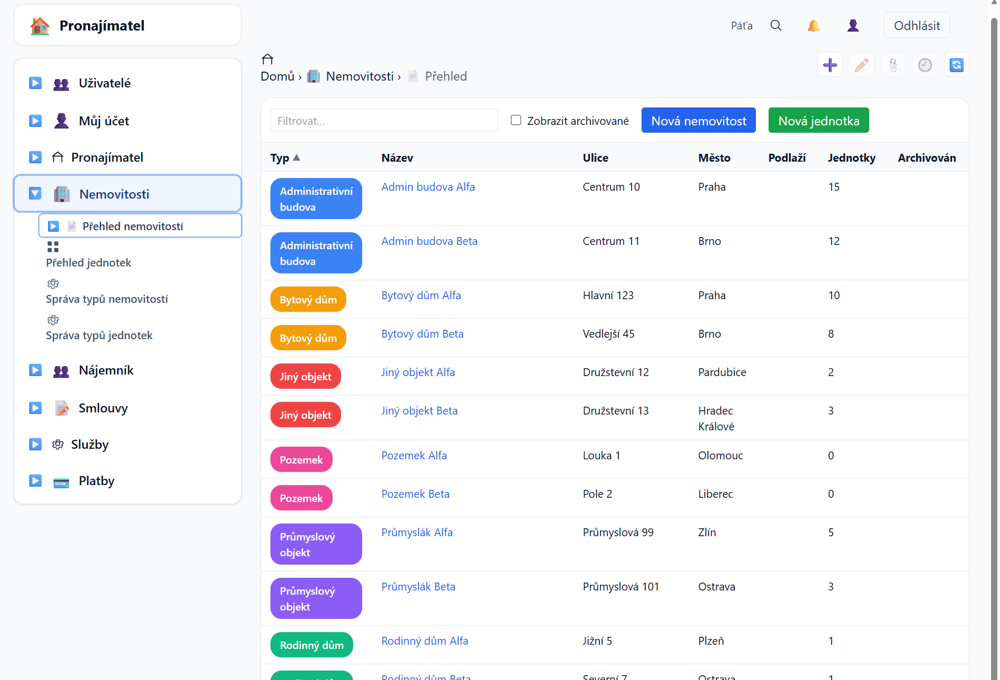 Pronajímatel
Páťa
Odhlásit
Uživatelé
Můj účet
Pronajímatel
Nemovitosti
Přehled nemovitostí
Přehled jednotek
Správa typů nemovitostí
Správa typů jednotek
Nájemník
Smlouvy
Služby
Platby
Domů › Nemovitosti › Přehled
Filtrovat... Zobrazit archivované Nová nemovitost Nová jednotka
Typ ▲ Název Ulice Město Podlaží Jednotky Archivován
Administrativní budova Admin budova Alfa Centrum 10 Praha 15
Administrativní budova Admin budova Beta Centrum 11 Brno 12
Bytový dům Bytový dům Alfa Hlavní 123 Praha 10
Bytový dům Bytový dům Beta Vedlejší 45 Brno 8
Jiný objekt Jiný objekt Alfa Družstevní 12 Pardubice 2
Jiný objekt Jiný objekt Beta Družstevní 13 Hradec Králové 3
Pozemek Pozemek Alfa Louka 1 Olomouc 0
Pozemek Pozemek Beta Pole 2 Liberec 0
Průmyslový objekt Průmyslák Alfa Průmyslová 99 Zlín 5
Průmyslový objekt Průmyslák Beta Průmyslová 101 Ostrava 3
Rodinný dům Rodinný dům Alfa Jižní 5 Plzeň 1
Rodinný dům Beta Severní 7 Ostrava 1